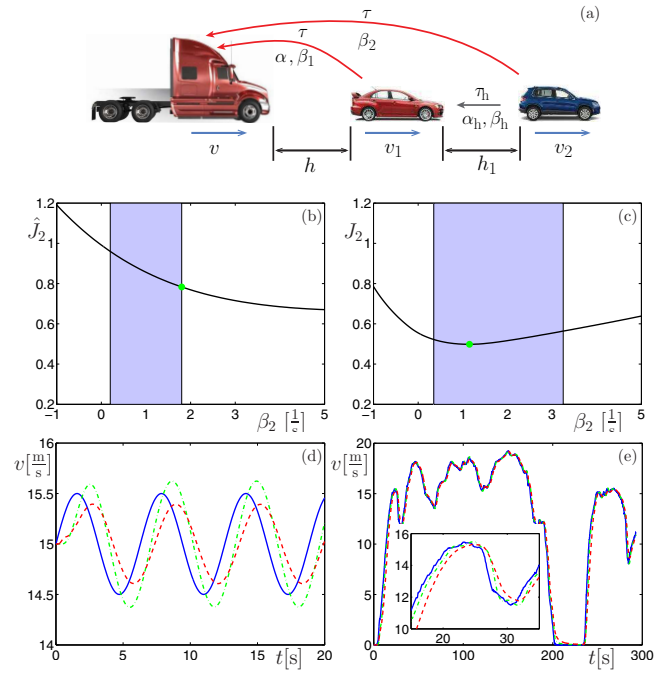 (a)
τ
τ
β₂
α, β₁
τₕ
αₕ, βₕ
v
v₁
v₂
h
h₁
(b)
(c)
1.2
Ĵ₂
1
0.8
0.6
0.4
0.2
−1 0 1 2 3 5
β₂ [1/s]
1.2
J₂
1
0.8
0.6
0.4
0.2
−1 0 1 2 3 5
β₂ [1/s]
(d)
(e)
16
v[m/s]
15.5
15
14.5
14
0 5 10 15 20
t[s]
20
v[m/s]
15
10
5
0
0 100 200 300
t[s]
16
14
12
10
20 30